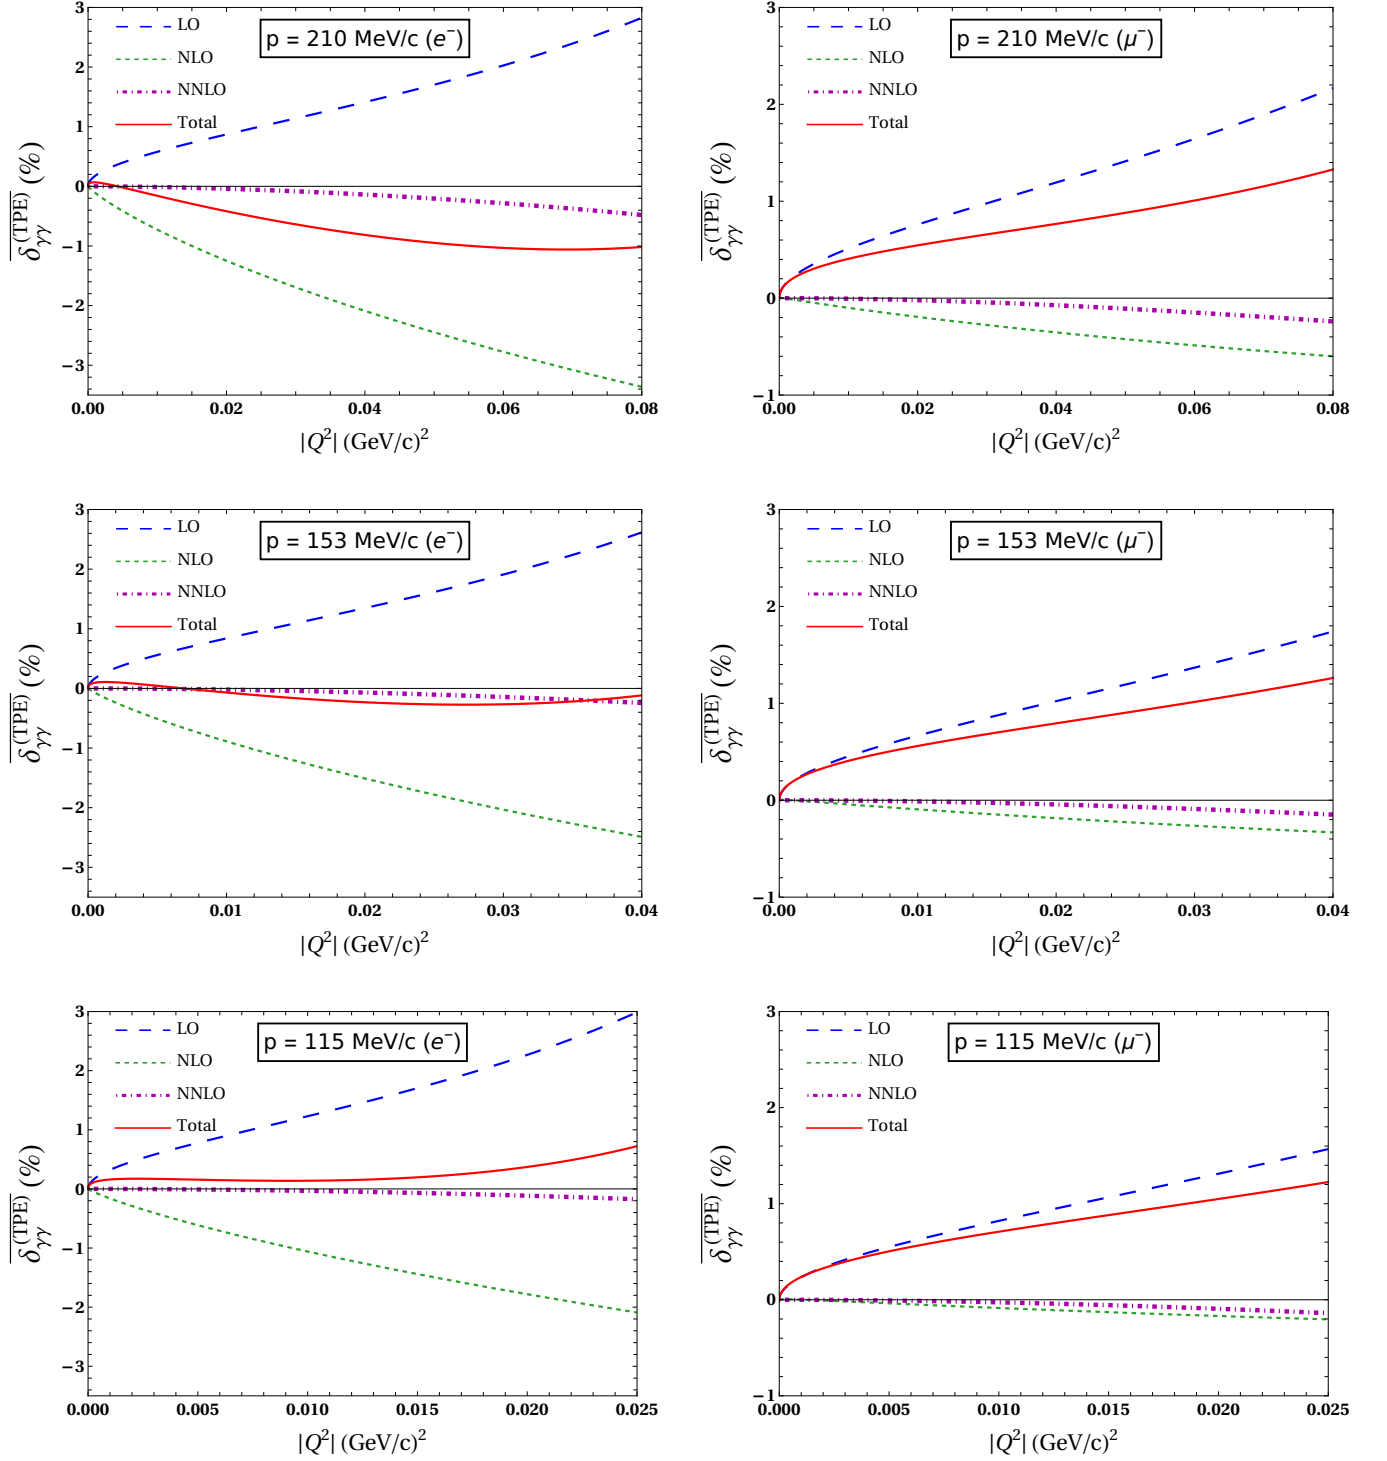 p = 210 MeV/c (e⁻)
LO
NLO
NNLO
Total
3
2
1
0
−1
−2
−3
0.00 0.02 0.04 0.06 0.08
δ̅γγ^(TPE) (%)
|Q²| (GeV/c)²
p = 210 MeV/c (μ⁻)
LO
NLO
NNLO
Total
3
2
1
0
−1
0.00 0.02 0.04 0.06 0.08
δ̅γγ^(TPE) (%)
|Q²| (GeV/c)²
p = 153 MeV/c (e⁻)
LO
NLO
NNLO
Total
3
2
1
0
−1
−2
−3
0.00 0.01 0.02 0.03 0.04
δ̅γγ^(TPE) (%)
|Q²| (GeV/c)²
p = 153 MeV/c (μ⁻)
LO
NLO
NNLO
Total
3
2
1
0
−1
0.00 0.01 0.02 0.03 0.04
δ̅γγ^(TPE) (%)
|Q²| (GeV/c)²
p = 115 MeV/c (e⁻)
LO
NLO
NNLO
Total
3
2
1
0
−1
−2
−3
0.000 0.005 0.010 0.015 0.020 0.025
δ̅γγ^(TPE) (%)
|Q²| (GeV/c)²
p = 115 MeV/c (μ⁻)
LO
NLO
NNLO
Total
3
2
1
0
−1
0.000 0.005 0.010 0.015 0.020 0.025
δ̅γγ^(TPE) (%)
|Q²| (GeV/c)²